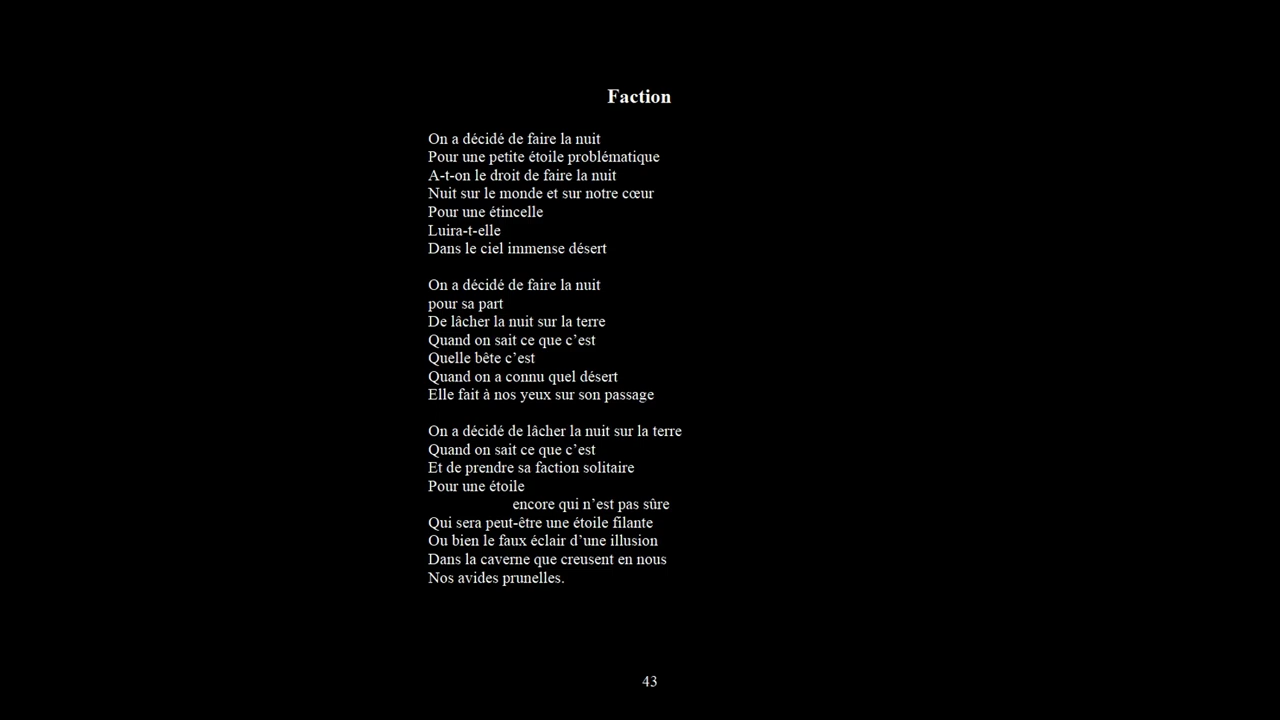 Faction
On a décidé de faire la nuit
Pour une petite étoile problématique
A-t-on le droit de faire la nuit
Nuit sur le monde et sur notre cœur
Pour une étincelle
Luira-t-elle
Dans le ciel immense désert
On a décidé de faire la nuit
pour sa part
De lâcher la nuit sur la terre
Quand on sait ce que c’est
Quelle bête c’est
Quand on a connu quel désert
Elle fait à nos yeux sur son passage
On a décidé de lâcher la nuit sur la terre
Quand on sait ce que c’est
Et de prendre sa faction solitaire
Pour une étoile
encore qui n’est pas sûre
Qui sera peut-être une étoile filante
Ou bien le faux éclair d’une illusion
Dans la caverne que creusent en nous
Nos avides prunelles.
43